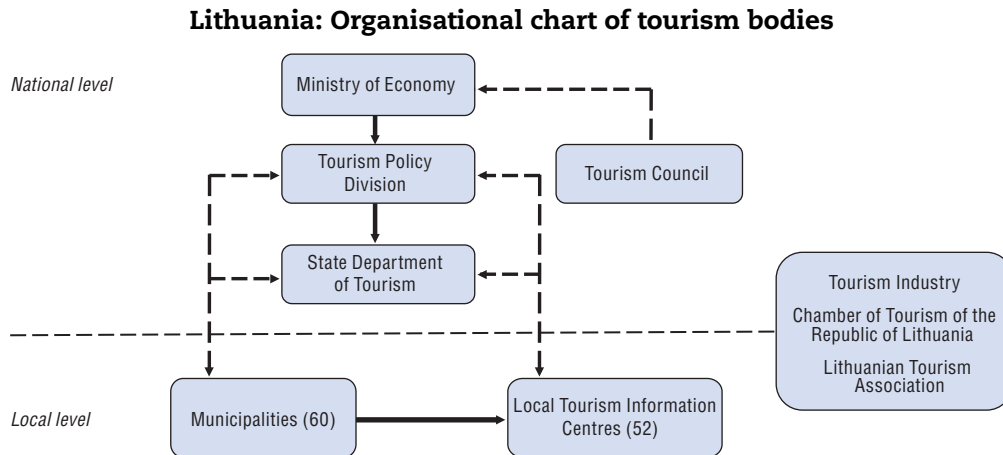 Lithuania: Organisational chart of tourism bodies
National level
Ministry of Economy
Tourism Policy
Division
Tourism Council
State Department
of Tourism
Tourism Industry
Chamber of Tourism of the
Republic of Lithuania
Lithuanian Tourism
Association
Local level
Municipalities (60)
Local Tourism Information
Centres (52)